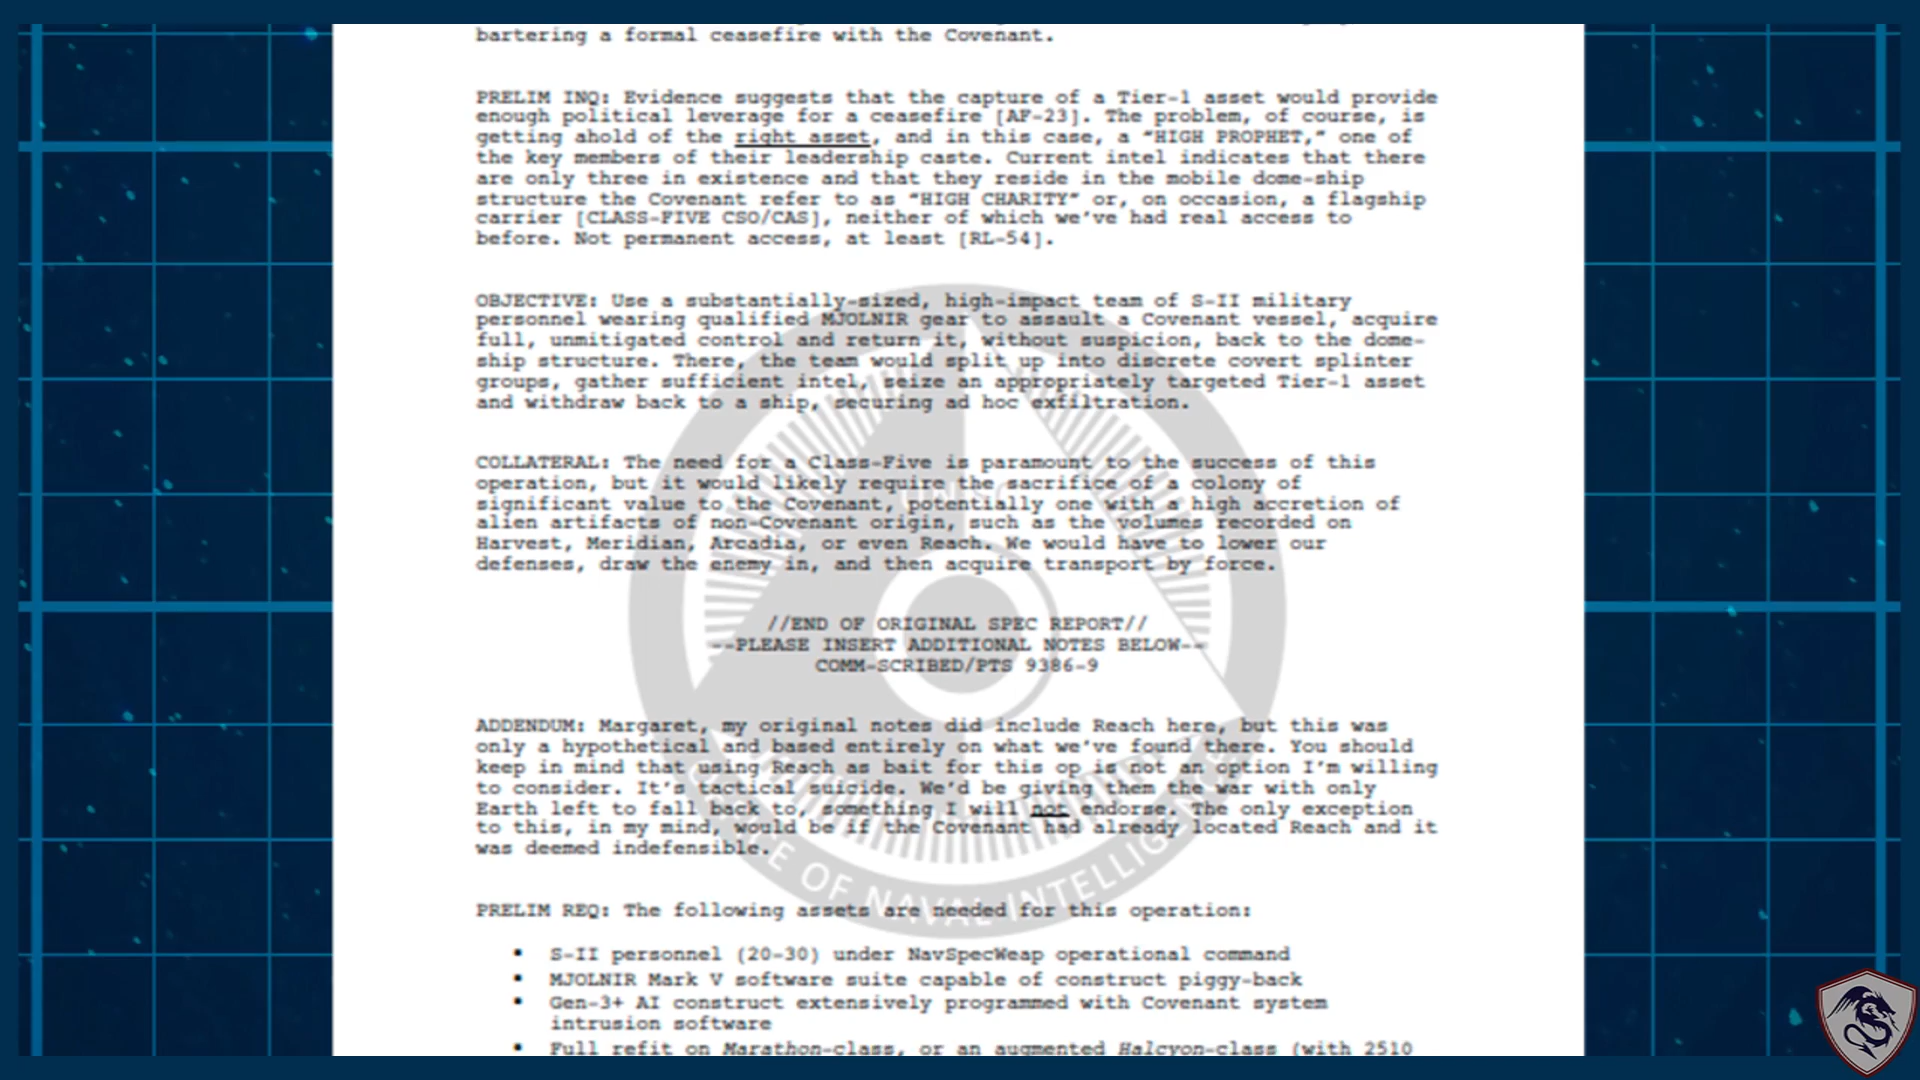 bartering a formal ceasefire with the Covenant.
PRELIM INQ: Evidence suggests that the capture of a Tier-1 asset would provide
enough political leverage for a ceasefire [AF-23]. The problem, of course, is
getting ahold of the right asset, and in this case, a "HIGH PROPHET," one of
the key members of their leadership caste. Current intel indicates that there
are only three in existence and that they reside in the mobile dome-ship
structure the Covenant refer to as "HIGH CHARITY" or, on occasion, a flagship
carrier [CLASS-FIVE CSO/CAS], neither of which we've had real access to
before. Not permanent access, at least [RL-54].
OBJECTIVE: Use a substantially-sized, high-impact team of S-II military
personnel wearing qualified MJOLNIR gear to assault a Covenant vessel, acquire
full, unmitigated control and return it, without suspicion, back to the dome-
ship structure. There, the team would split up into discrete covert splinter
groups, gather sufficient intel, seize an appropriately targeted Tier-1 asset
and withdraw back to a ship, securing ad hoc exfiltration.
COLLATERAL: The need for a Class-Five is paramount to the success of this
operation, but it would likely require the sacrifice of a colony of
significant value to the Covenant, potentially one with a high accretion of
alien artifacts of non-Covenant origin, such as the volumes recorded on
Harvest, Meridian, Arcadia, or even Reach. We would have to lower our
defenses, draw the enemy in, and then acquire transport by force.
//END OF ORIGINAL SPEC REPORT//
--PLEASE INSERT ADDITIONAL NOTES BELOW--
COMM-SCRIBED/PTS 9386-9
ADDENDUM: Margaret, my original notes did include Reach here, but this was
only a hypothetical and based entirely on what we've found there. You should
keep in mind that using Reach as bait for this op is not an option I'm willing
to consider. It's tactical suicide. We'd be giving them the war with only
Earth left to fall back to, something I will not endorse. The only exception
to this, in my mind, would be if the Covenant had already located Reach and it
was deemed indefensible.
OFFICE OF NAVAL INTELLIGENCE
PRELIM REQ: The following assets are needed for this operation:
▪ S-II personnel (20-30) under NavSpecWeap operational command
▪ MJOLNIR Mark V software suite capable of construct piggy-back
▪ Gen-3+ AI construct extensively programmed with Covenant system
intrusion software
▪ Full refit on Marathon-class, or an augmented Halcyon-class (with 2510